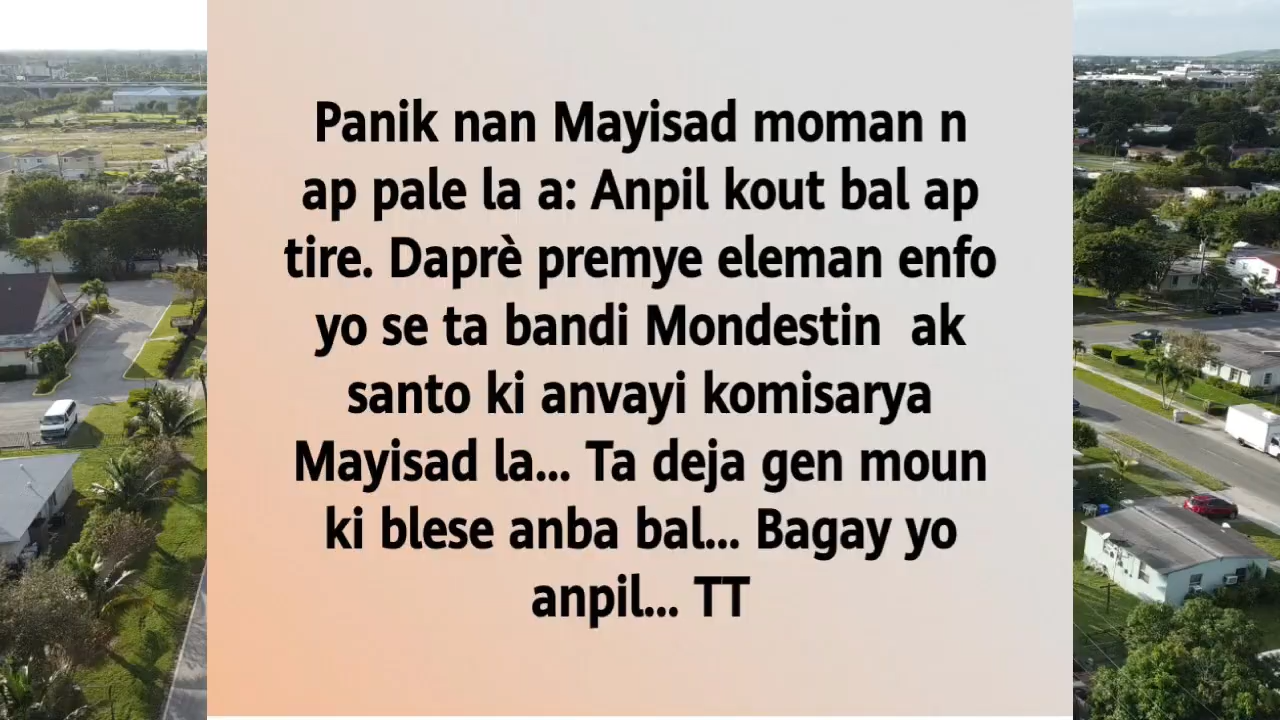 Panik nan Mayisad moman n
ap pale la a: Anpil kout bal ap
tire. Daprè premye eleman enfo
yo se ta bandi Mondestin  ak
santo ki anvayi komisarya
Mayisad la... Ta deja gen moun
ki blese anba bal... Bagay yo
anpil... TT